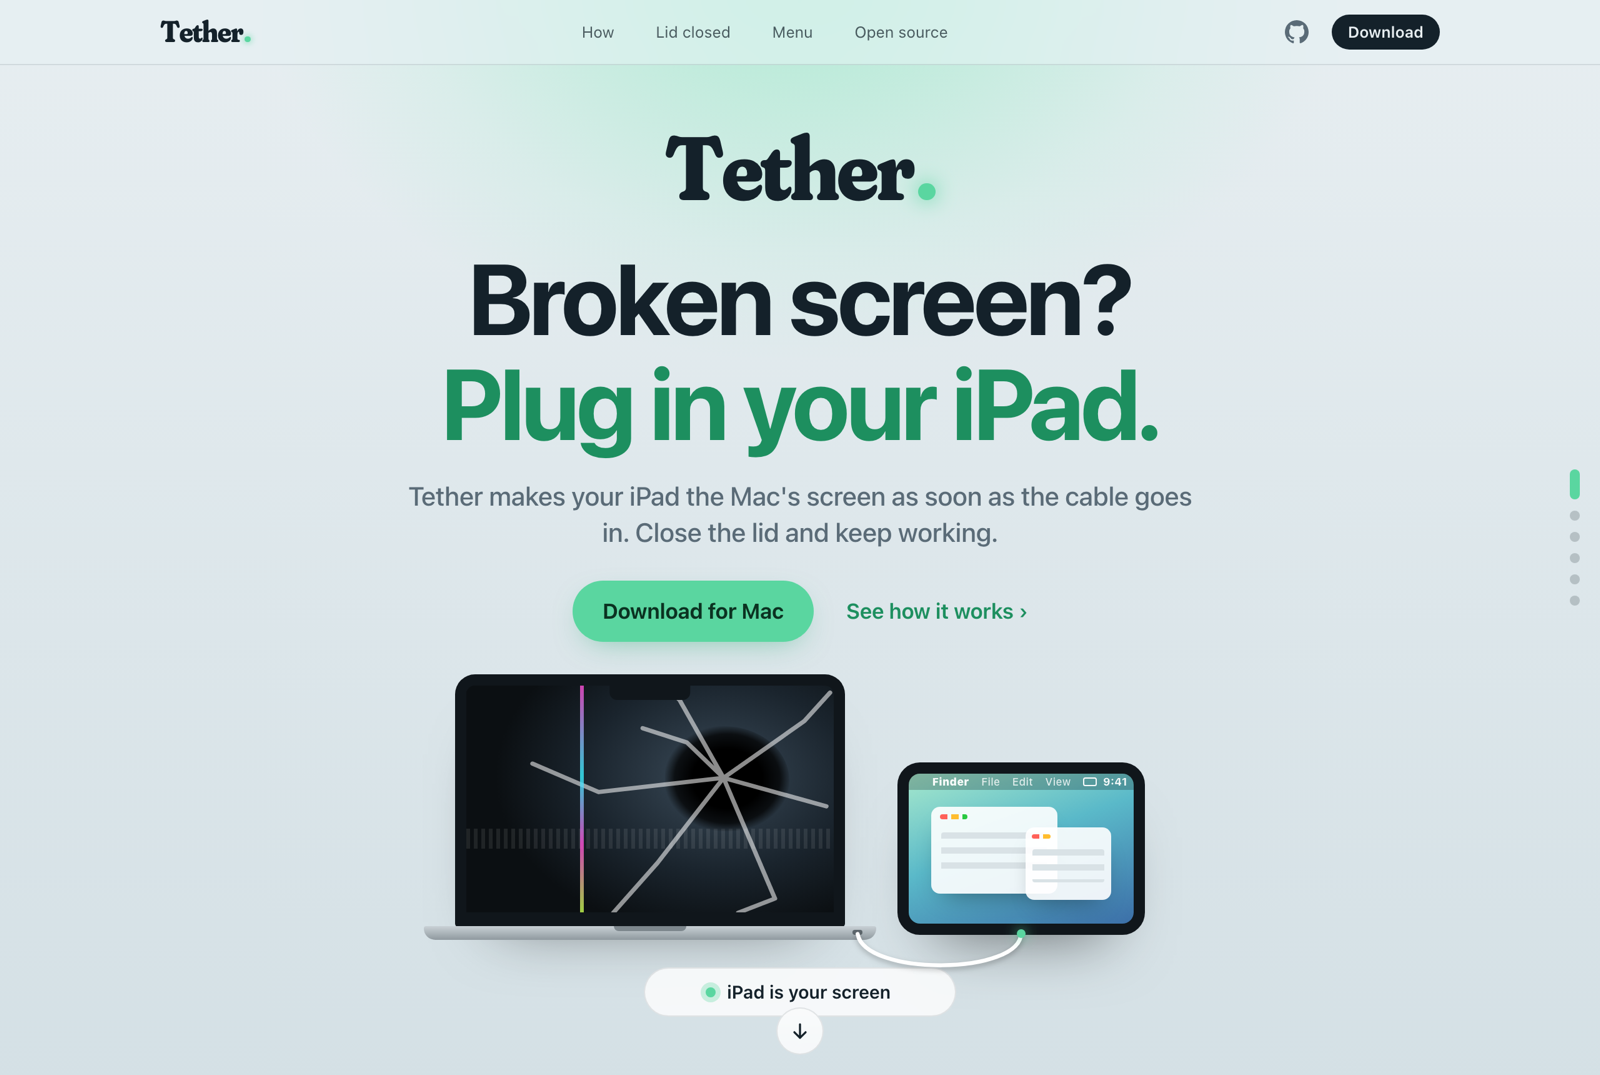 Tether.
How
Lid closed
Menu
Open source
Download
Tether.
Broken screen?
Plug in your iPad.
Tether makes your iPad the Mac's screen as soon as the cable goes
in. Close the lid and keep working.
Download for Mac
See how it works ›
Finder File Edit View 9:41
iPad is your screen